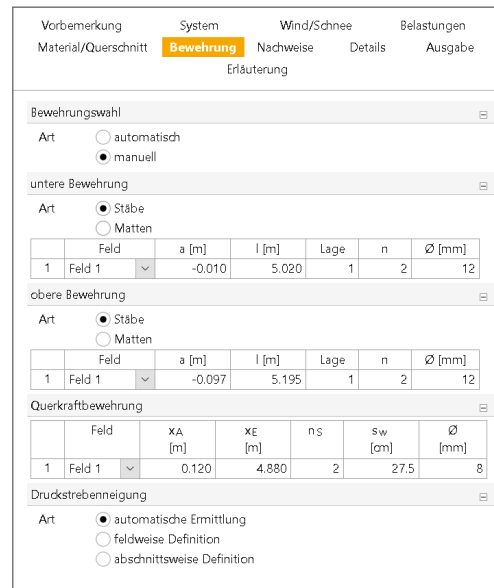 Vorbemerkung System Wind/Schnee Belastungen
Material/Querschnitt Bewehrung Nachweise Details Ausgabe
Erläuterung
Bewehrungswahl
Art automatisch
manuell
untere Bewehrung
Art Stäbe
Matten
Feld a [m] l [m] Lage n Ø [mm]
1 Feld 1 -0.010 5.020 1 2 12
obere Bewehrung
Art Stäbe
Matten
Feld a [m] l [m] Lage n Ø [mm]
1 Feld 1 -0.097 5.195 1 2 12
Querkraftbewehrung
Feld xA xE nS sW Ø
[m] [m] [cm] [mm]
1 Feld 1 0.120 4.880 2 27.5 8
Druckstrebenneigung
Art automatische Ermittlung
feldweise Definition
abschnittsweise Definition